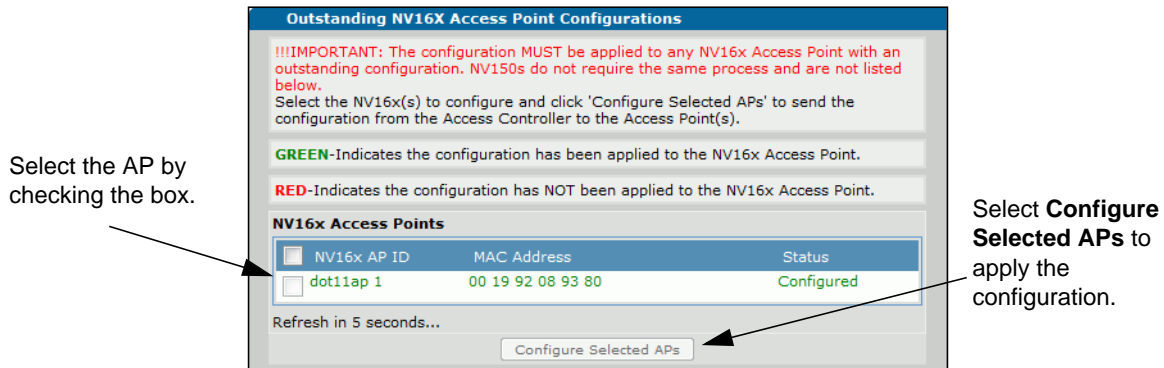 Outstanding NV16X Access Point Configurations
!!!IMPORTANT: The configuration MUST be applied to any NV16x Access Point with an
outstanding configuration. NV150s do not require the same process and are not listed
below.
Select the NV16x(s) to configure and click 'Configure Selected APs' to send the
configuration from the Access Controller to the Access Point(s).
GREEN-Indicates the configuration has been applied to the NV16x Access Point.
RED-Indicates the configuration has NOT been applied to the NV16x Access Point.
Select the AP by
checking the box.
NV16x Access Points
NV16x AP ID MAC Address Status
dot11ap 1 00 19 92 08 93 80 Configured
Refresh in 5 seconds...
Configure Selected APs
Select Configure
Selected APs to
apply the
configuration.